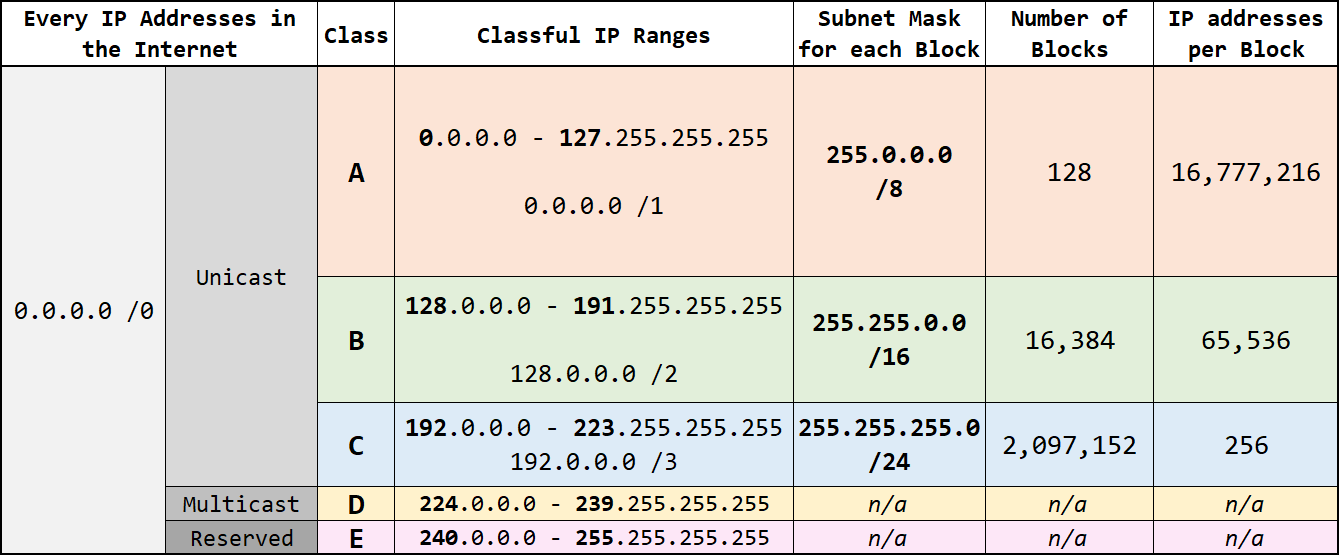 Every IP Addresses in
the Internet
Class
Classful IP Ranges
Subnet Mask
for each Block
Number of
Blocks
IP addresses
per Block
0.0.0.0 /0
Unicast
A
0.0.0.0 - 127.255.255.255
0.0.0.0 /1
255.0.0.0
/8
128
16,777,216
B
128.0.0.0 - 191.255.255.255
128.0.0.0 /2
255.255.0.0
/16
16,384
65,536
C
192.0.0.0 - 223.255.255.255
192.0.0.0 /3
255.255.255.0
/24
2,097,152
256
Multicast
D
224.0.0.0 - 239.255.255.255
n/a
n/a
n/a
Reserved
E
240.0.0.0 - 255.255.255.255
n/a
n/a
n/a